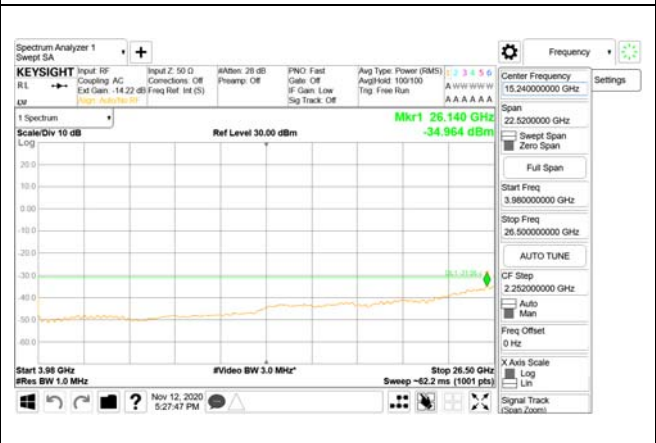 Spectrum Analyzer 1
Swept SA
Frequency
KEYSIGHT
RL
Input: RF
Coupling: AC
Ext Gain: -14.22 dB
Align: Auto/No RF
Input Z: 50 Ω
Corrections: Off
Freq Ref: Int (S)
#Atten: 28 dB
Preamp: Off
PNO: Fast
Gate: Off
IF Gain: Low
Sig Track: Off
Avg Type: Power (RMS)
Avg|Hold: 100/100
Trig: Free Run
1 2 3 4 5 6
A W W W W W
A A A A A A
Center Frequency
15.240000000 GHz
Settings
Span
22.5200000 GHz
Swept Span
Zero Span
Full Span
Start Freq
3.980000000 GHz
Stop Freq
26.500000000 GHz
AUTO TUNE
CF Step
2.252000000 GHz
Auto
Man
Freq Offset
0 Hz
X Axis Scale
Log
Lin
Signal Track
(Span Zoom)
1 Spectrum
Scale/Div 10 dB
Ref Level 30.00 dBm
Mkr1 26.140 GHz
-34.964 dBm
Log
20.0
10.0
0.00
-10.0
-20.0
-30.0
-40.0
-50.0
-60.0
Start 3.98 GHz
#Video BW 3.0 MHz*
Stop 26.50 GHz
#Res BW 1.0 MHz
Sweep ~62.2 ms (1001 pts)
?
Nov 12, 2020
5:27:47 PM